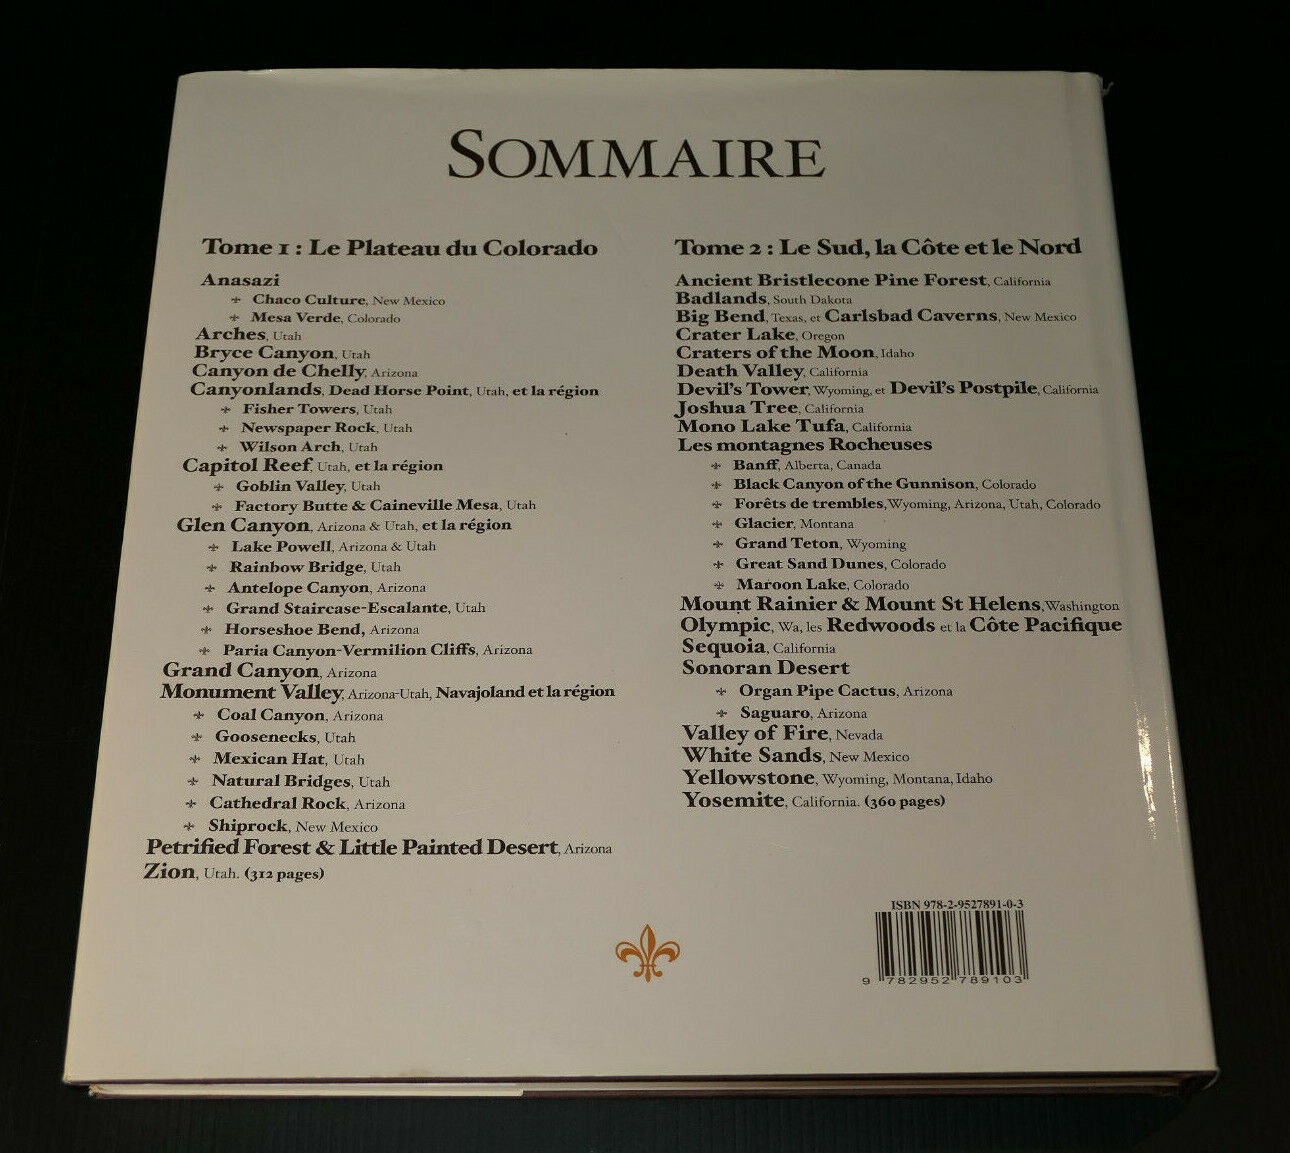 SOMMAIRE
Tome 1 : Le Plateau du Colorado
Anasazi
Chaco Culture, New Mexico
Mesa Verde, Colorado
Arches, Utah
Bryce Canyon, Utah
Canyon de Chelly, Arizona
Canyonlands, Dead Horse Point, Utah, et la région
Fisher Towers, Utah
Newspaper Rock, Utah
Wilson Arch, Utah
Capitol Reef, Utah, et la région
Goblin Valley, Utah
Factory Butte & Caineville Mesa, Utah
Glen Canyon, Arizona & Utah, et la région
Lake Powell, Arizona & Utah
Rainbow Bridge, Utah
Antelope Canyon, Arizona
Grand Staircase-Escalante, Utah
Horseshoe Bend, Arizona
Paria Canyon-Vermilion Cliffs, Arizona
Grand Canyon, Arizona
Monument Valley, Arizona-Utah, Navajoland et la région
Coal Canyon, Arizona
Goosenecks, Utah
Mexican Hat, Utah
Natural Bridges, Utah
Cathedral Rock, Arizona
Shiprock, New Mexico
Petrified Forest & Little Painted Desert, Arizona
Zion, Utah. (312 pages)
Tome 2 : Le Sud, la Côte et le Nord
Ancient Bristlecone Pine Forest, California
Badlands, South Dakota
Big Bend, Texas, et Carlsbad Caverns, New Mexico
Crater Lake, Oregon
Craters of the Moon, Idaho
Death Valley, California
Devil's Tower, Wyoming, et Devil's Postpile, California
Joshua Tree, California
Mono Lake Tufa, California
Les montagnes Rocheuses
Banff, Alberta, Canada
Black Canyon of the Gunnison, Colorado
Forêts de trembles, Wyoming, Arizona, Utah, Colorado
Glacier, Montana
Grand Teton, Wyoming
Great Sand Dunes, Colorado
Maroon Lake, Colorado
Mount Rainier & Mount St Helens, Washington
Olympic, Wa, les Redwoods et la Côte Pacifique
Sequoia, California
Sonoran Desert
Organ Pipe Cactus, Arizona
Saguaro, Arizona
Valley of Fire, Nevada
White Sands, New Mexico
Yellowstone, Wyoming, Montana, Idaho
Yosemite, California. (360 pages)
ISBN 978-2-9527891-0-3
9 782952 789103